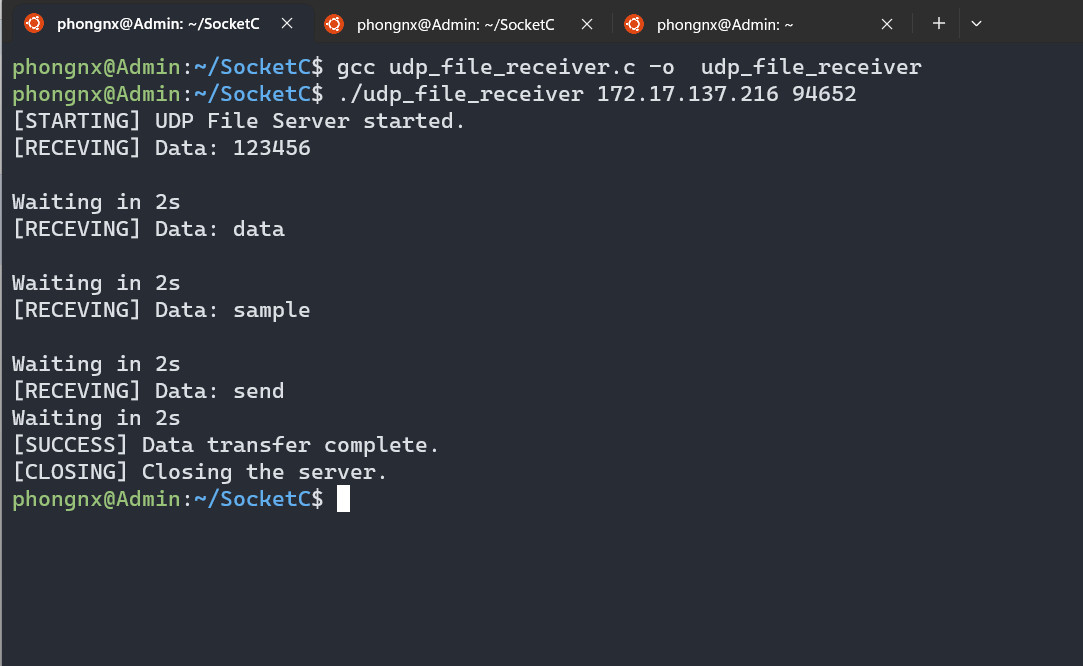 phongnx@Admin: ~/SocketC
phongnx@Admin: ~/SocketC
phongnx@Admin: ~
phongnx@Admin:~/SocketC$ gcc udp_file_receiver.c -o  udp_file_receiver
phongnx@Admin:~/SocketC$ ./udp_file_receiver 172.17.137.216 94652
[STARTING] UDP File Server started.
[RECEVING] Data: 123456
Waiting in 2s
[RECEVING] Data: data
Waiting in 2s
[RECEVING] Data: sample
Waiting in 2s
[RECEVING] Data: send
Waiting in 2s
[SUCCESS] Data transfer complete.
[CLOSING] Closing the server.
phongnx@Admin:~/SocketC$